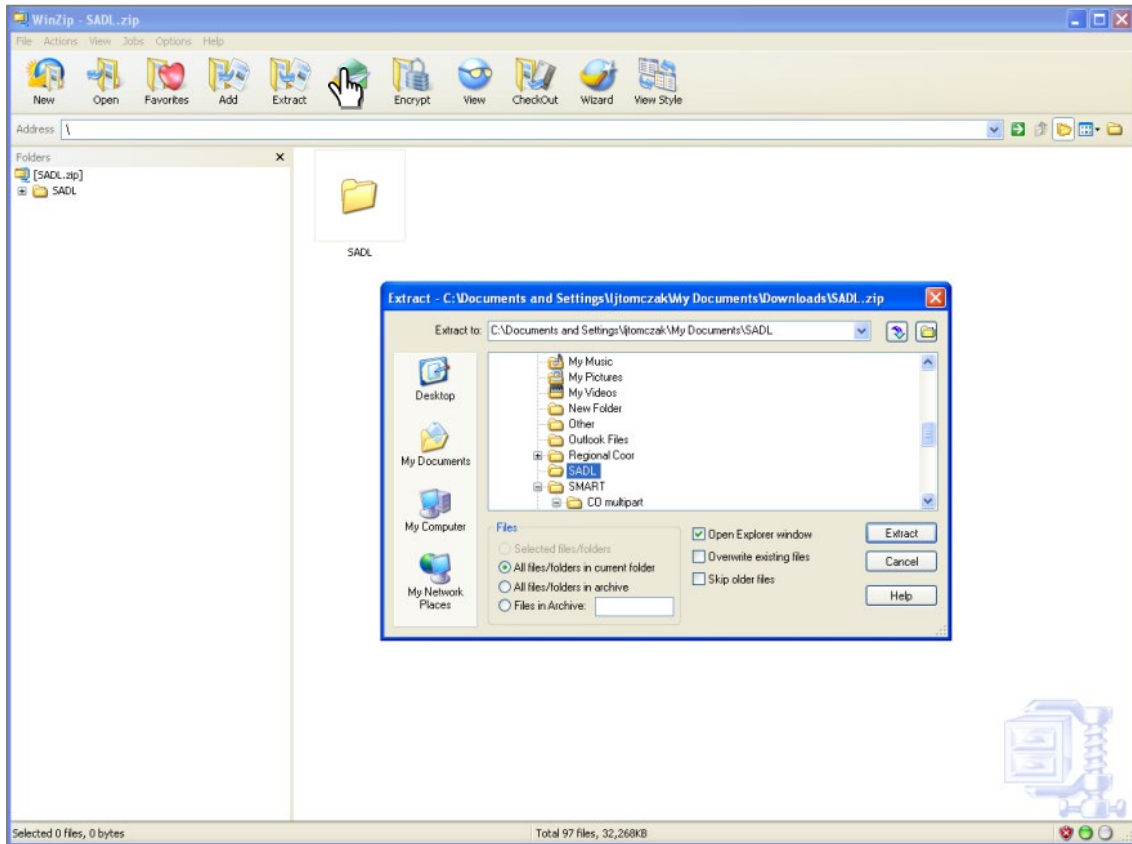 WinZip - SADL.zip
File Actions View Jobs Options Help
New Open Favorites Add Extract Encrypt View CheckOut Wizard View Style
Address \
Folders
[SADL.zip]
SADL
SADL
Extract - C:\Documents and Settings\ljtomczak\My Documents\Downloads\SADL.zip
Extract to: C:\Documents and Settings\ljtomczak\My Documents\SADL
Desktop
My Documents
My Computer
My Network
Places
My Music
My Pictures
My Videos
New Folder
Other
Outlook Files
Regional Coor
SADL
SMART
CO multipart
Files
Selected files/folders
All files/folders in current folder
All files/folders in archive
Files in Archive:
Open Explorer window
Overwrite existing files
Skip older files
Extract
Cancel
Help
Selected 0 files, 0 bytes
Total 97 files, 32,268KB